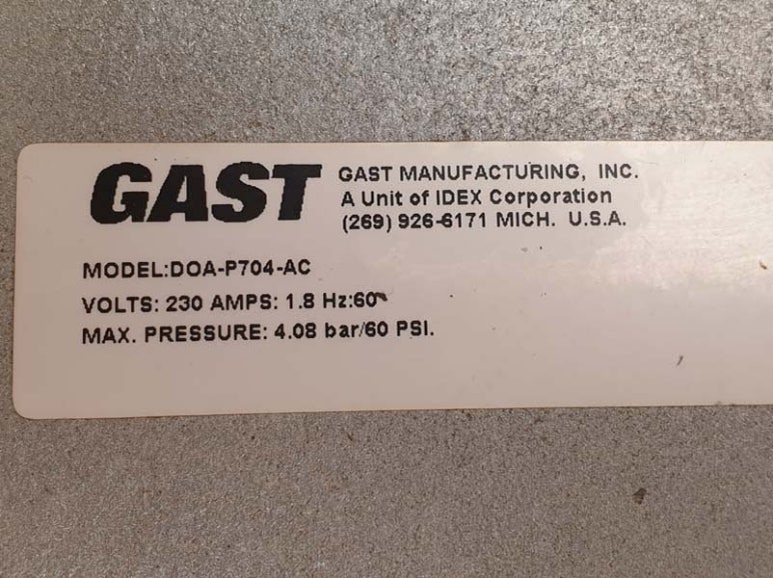 GAST
GAST MANUFACTURING, INC.
A Unit of IDEX Corporation
(269) 926-6171 MICH. U.S.A.
MODEL:DOA-P704-AC
VOLTS: 230 AMPS: 1.8 Hz:60
MAX. PRESSURE: 4.08 bar/60 PSI.